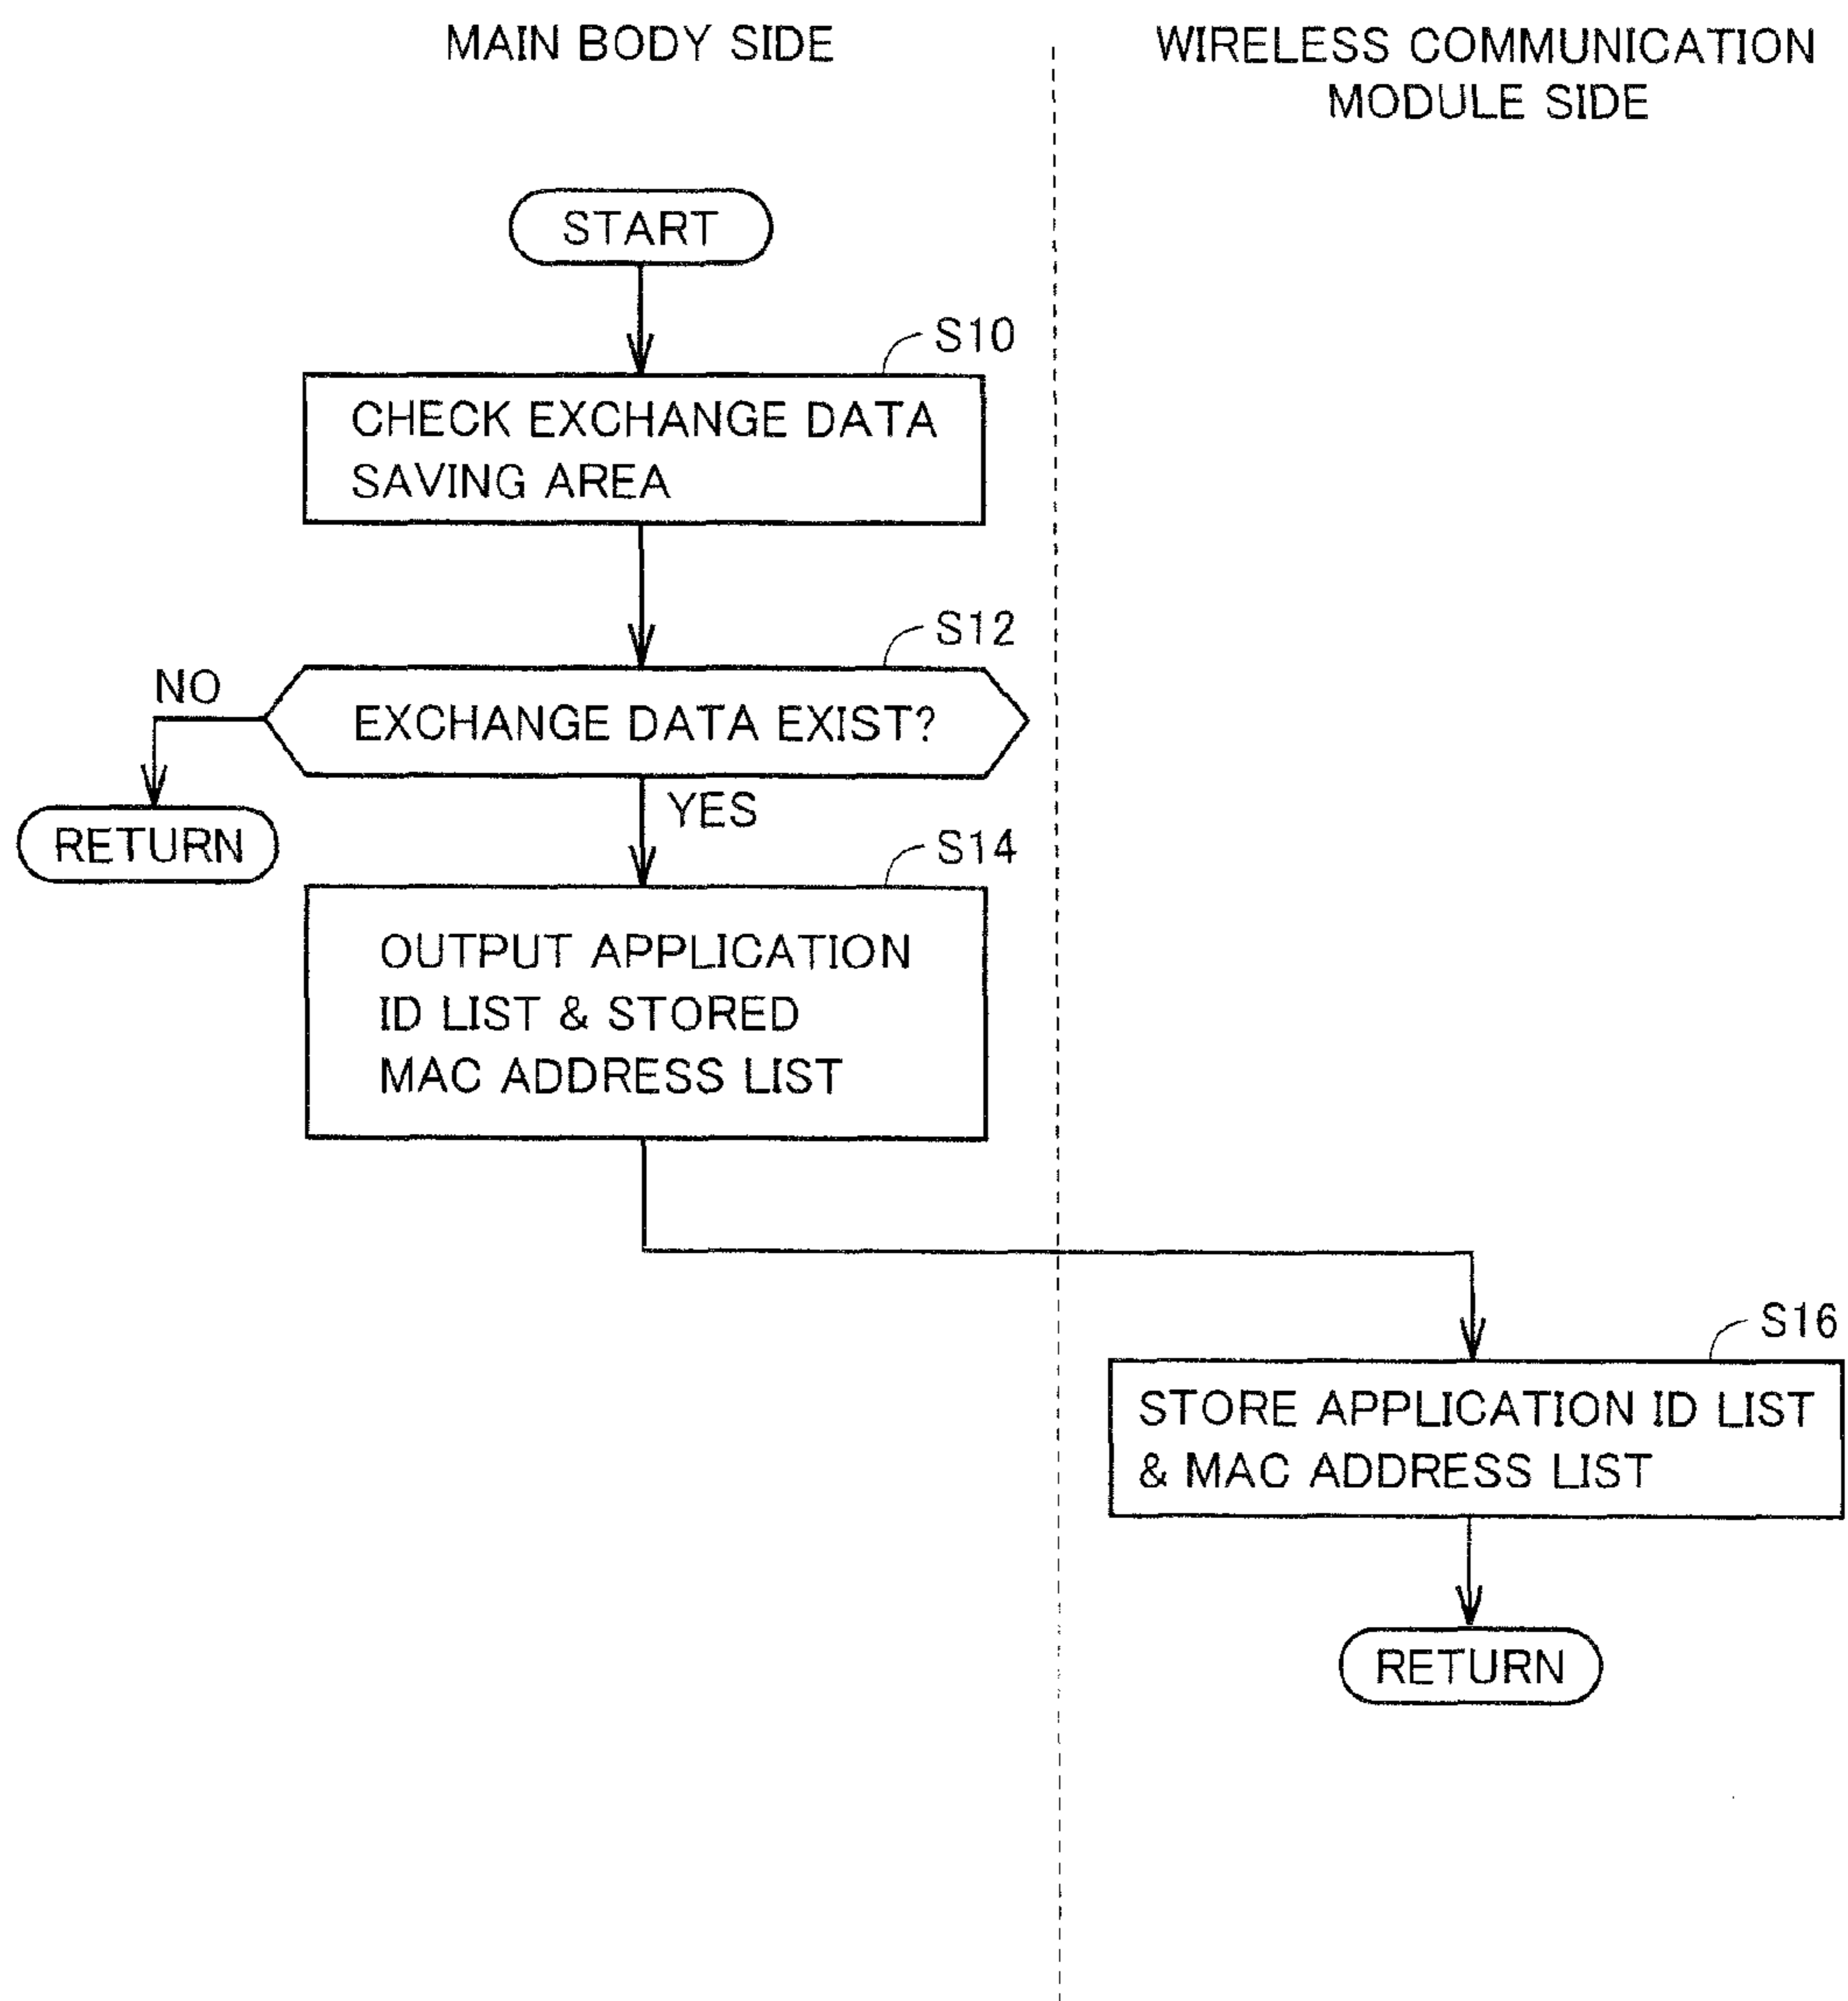 MAIN BODY SIDE
WIRELESS COMMUNICATION
MODULE SIDE
START
S10
CHECK EXCHANGE DATA
SAVING AREA
S12
NO
EXCHANGE DATA EXIST?
YES
RETURN
S14
OUTPUT APPLICATION
ID LIST & STORED
MAC ADDRESS LIST
S16
STORE APPLICATION ID LIST
& MAC ADDRESS LIST
RETURN